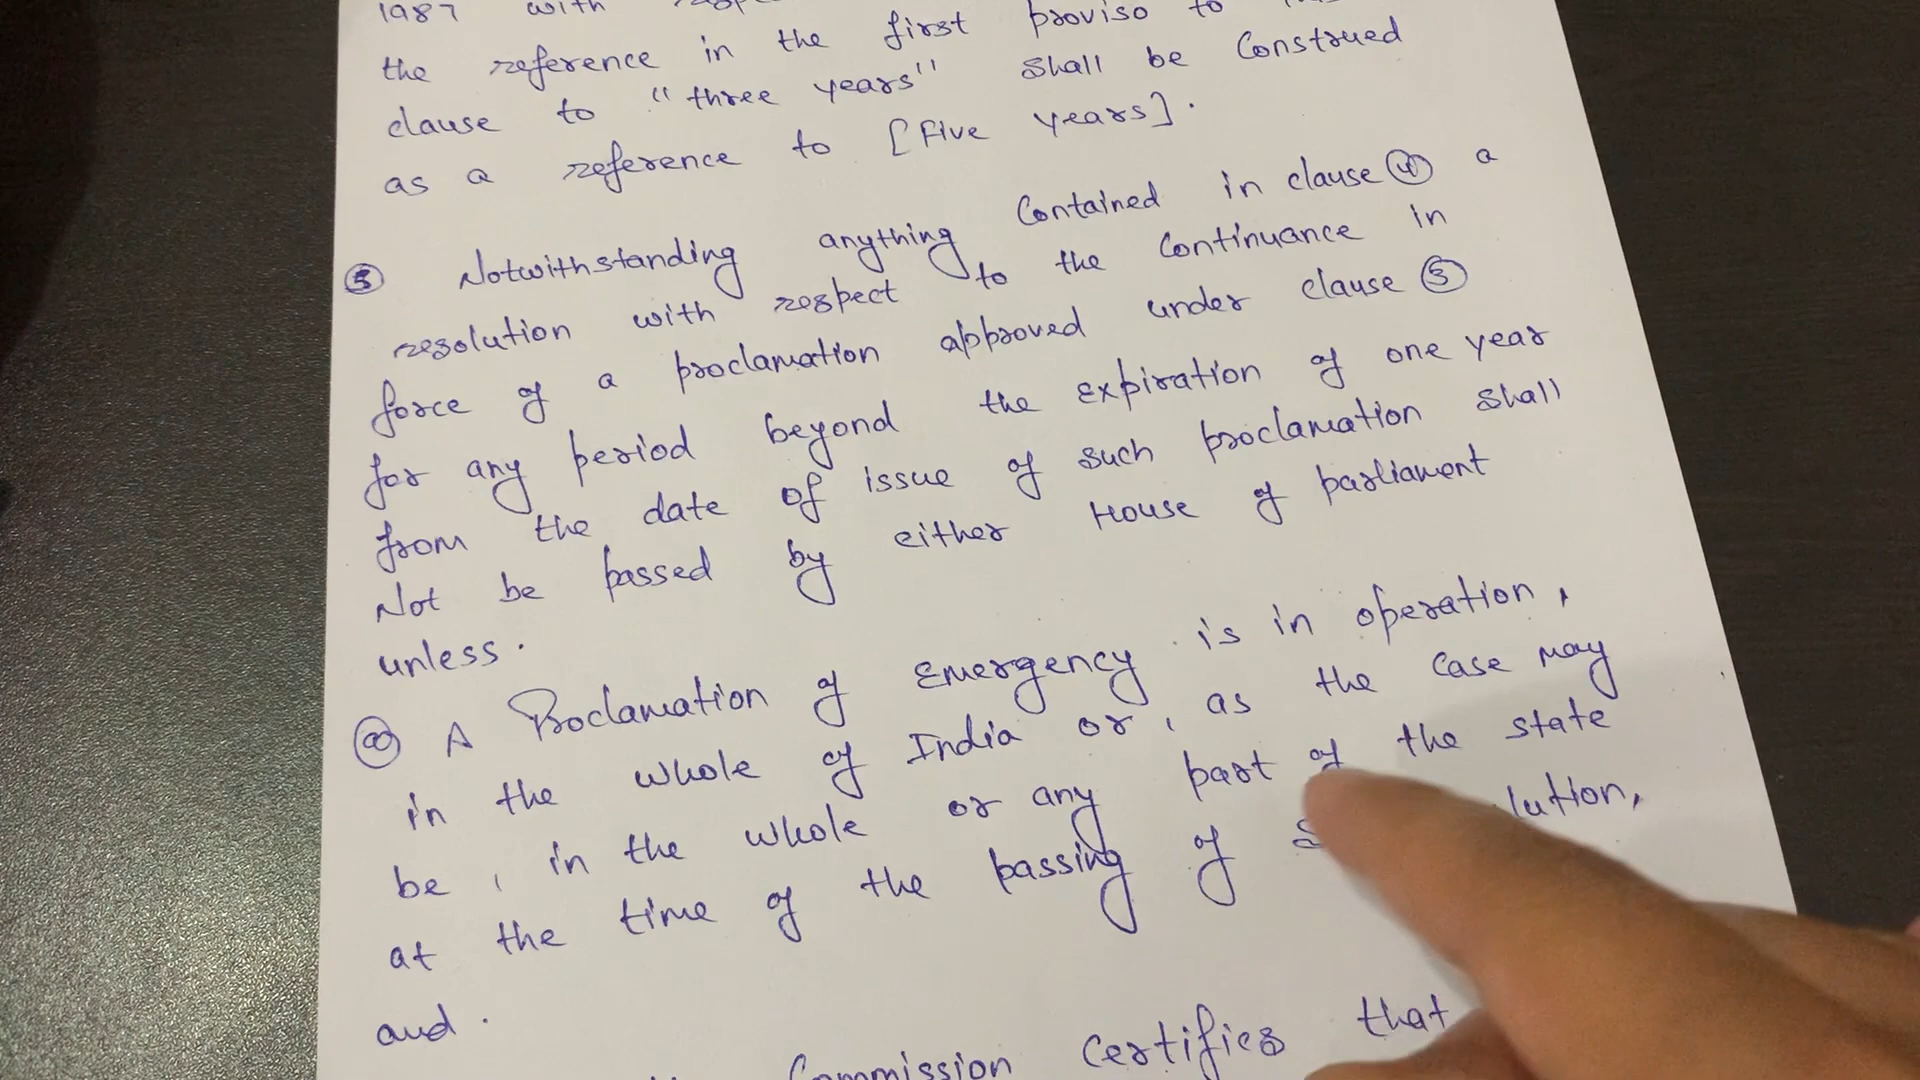 1987 with
the reference in the first proviso to
clause to "three years" shall be Construed
as a reference to [Five years].
⑤ Notwithstanding anything Contained in clause ④ a
resolution with respect to the Continuance in
force of a proclamation approved under clause ③
for any period beyond the expiration of one year
from the date of issue of such proclamation shall
Not be passed by either House of parliament
unless.
ⓐ A Proclamation of Emergency is in operation,
in the whole of India or, as the Case may
be, in the whole or any part of the state
at the time of the passing of
and.
Commission Certifies that